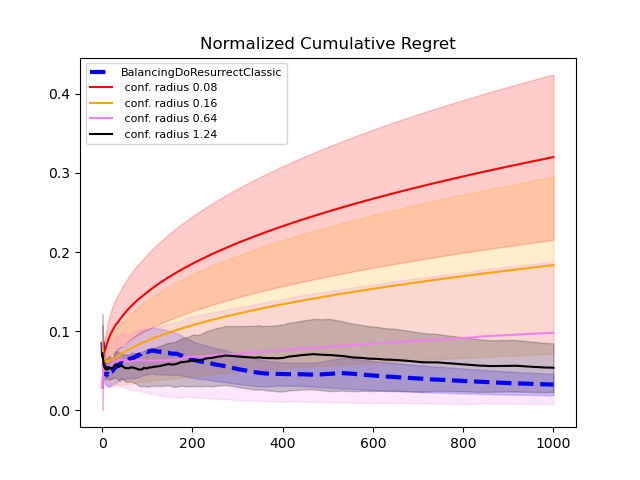 Normalized Cumulative Regret
BalancingDoResurrectClassic
conf. radius 0.08
conf. radius 0.16
conf. radius 0.64
conf. radius 1.24
0.4
0.3
0.2
0.1
0.0
0 200 400 600 800 1000